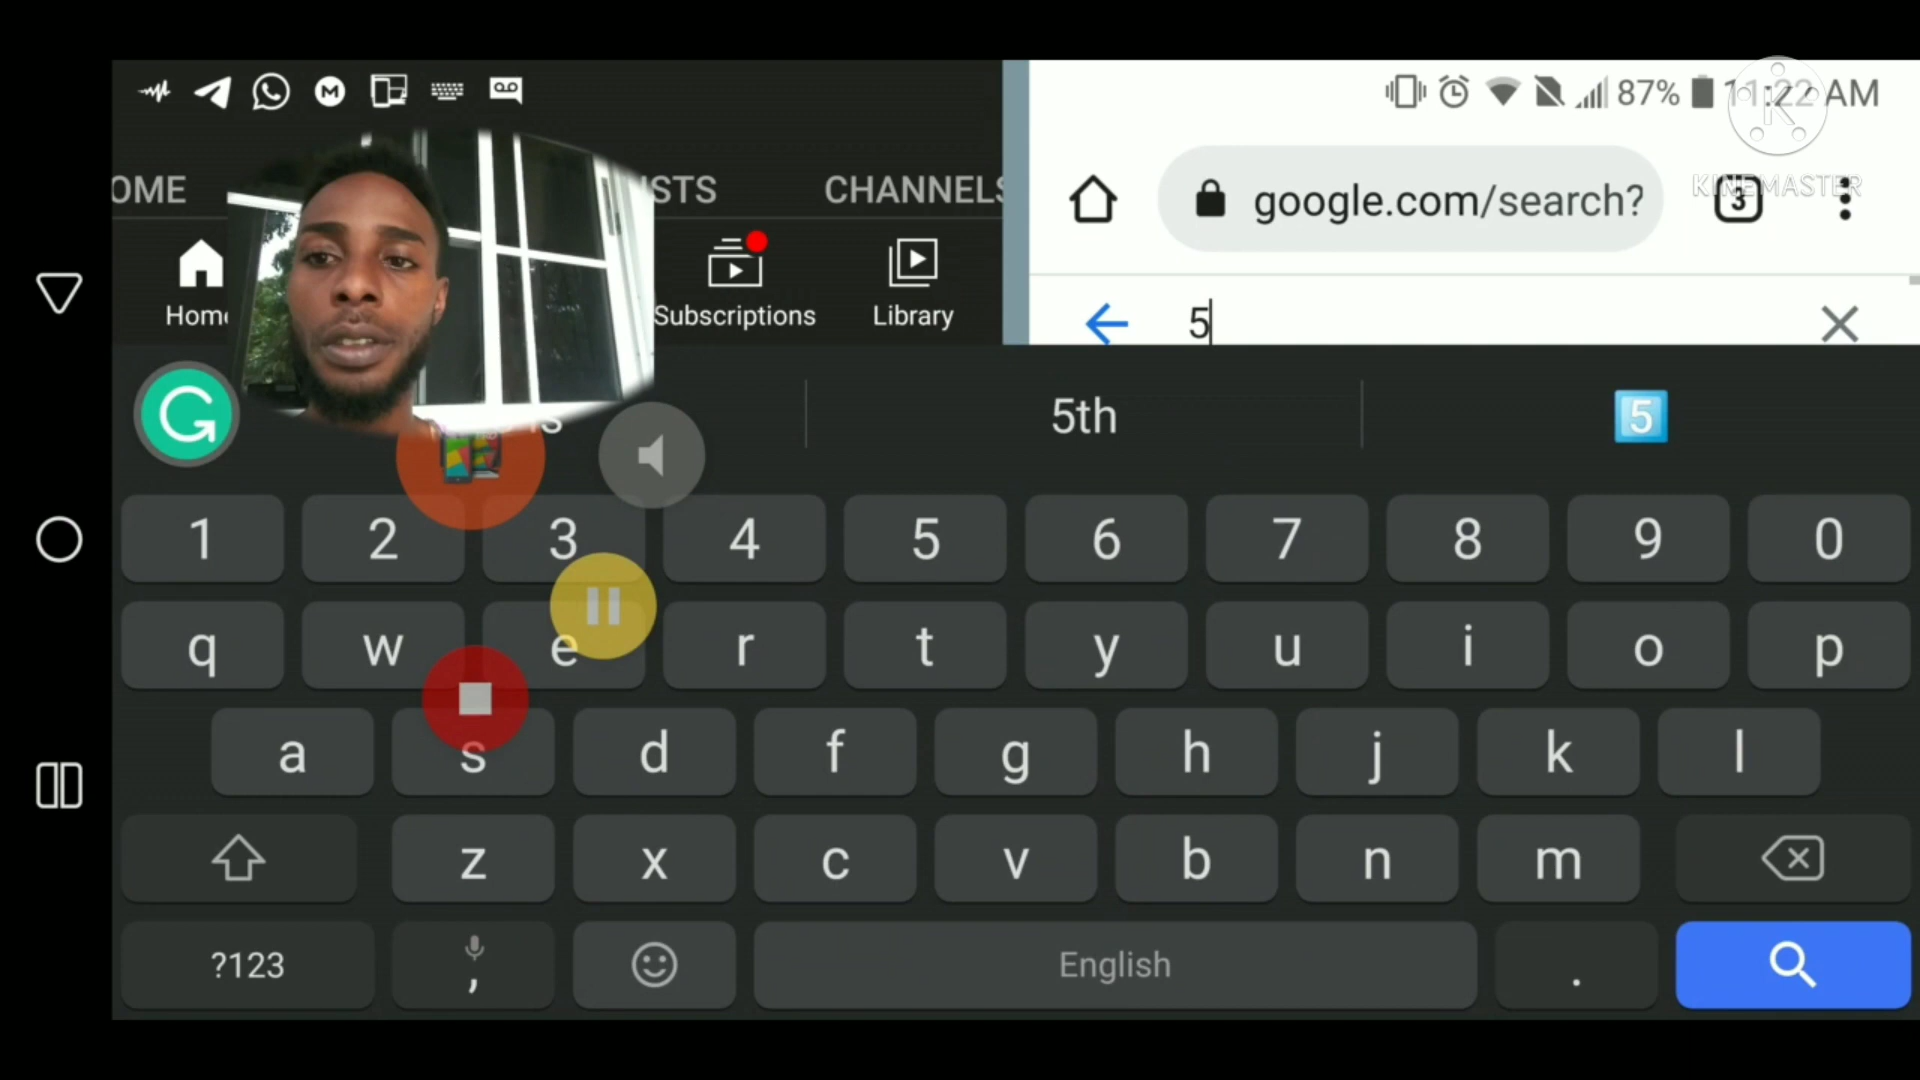 87% 11:22 AM
KINEMASTER
OME
ISTS
CHANNELS
google.com/search?
3
Home
Subscriptions
Library
5
5th
5
1 2 3 4 5 6 7 8 9 0
q w e r t y u i o p
a s d f g h j k l
z x c v b n m
?123 , English .